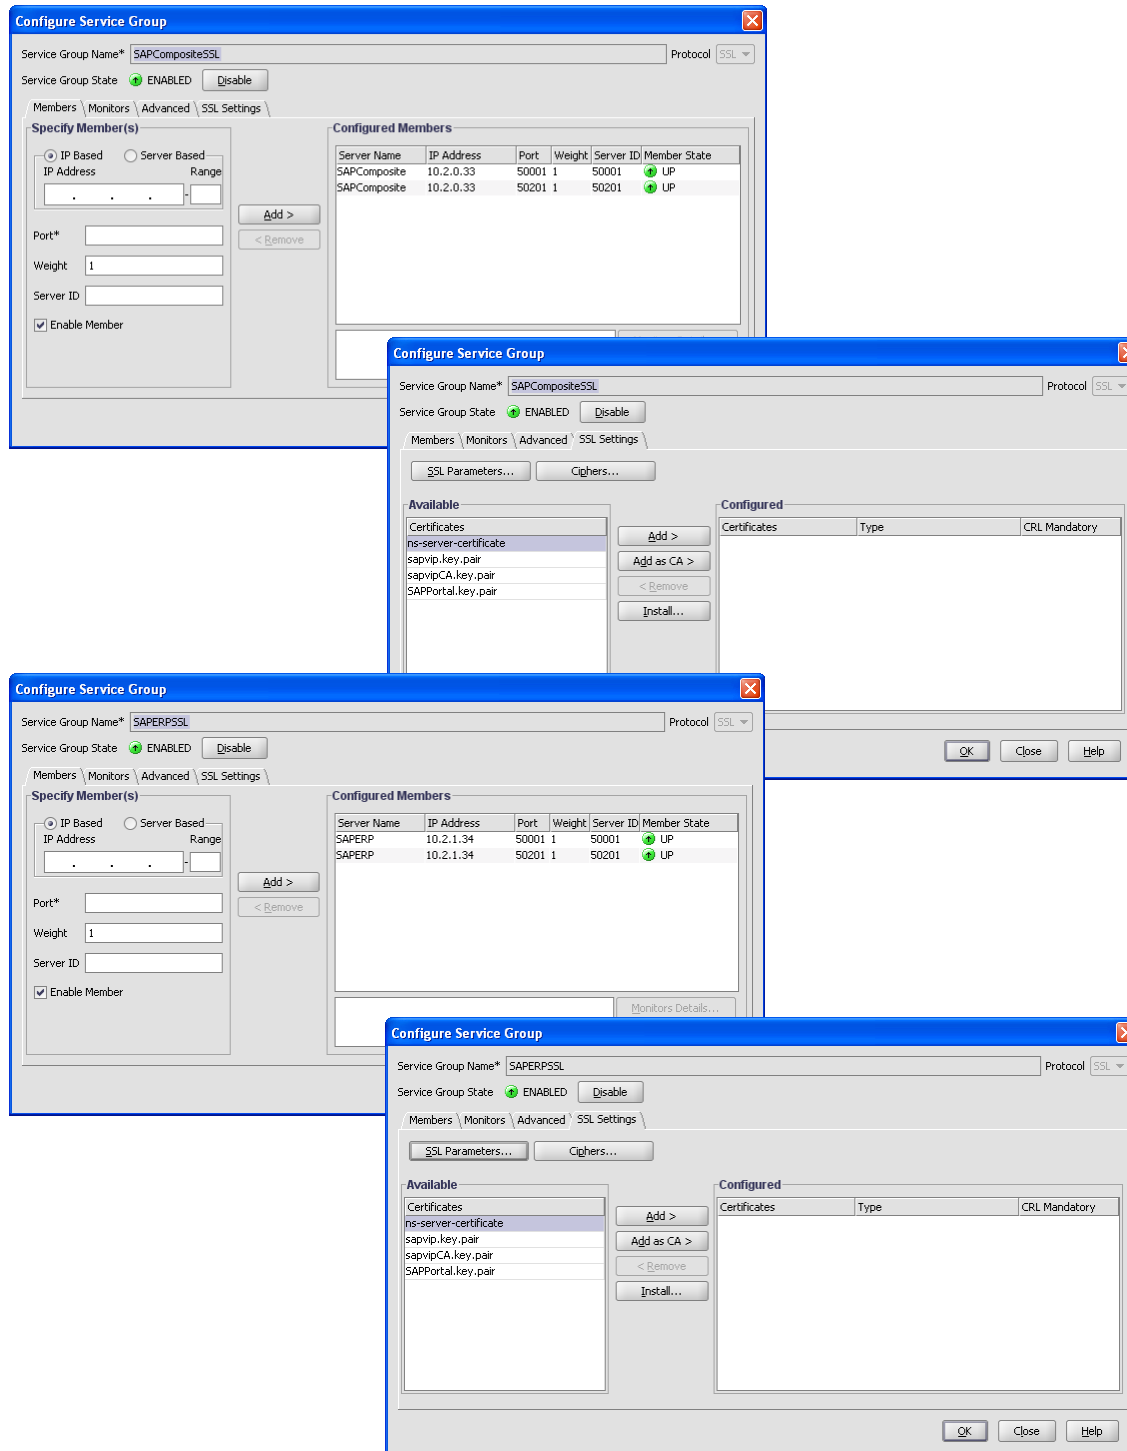 Configure Service Group
Service Group Name* SAPCompositeSSL Protocol SSL
Service Group State ENABLED Disable
Members Monitors Advanced SSL Settings
Specify Member(s) Configured Members
IP Based Server Based
IP Address Range
Server Name IP Address Port Weight Server ID Member State
SAPComposite 10.2.0.33 50001 1 50001 UP
SAPComposite 10.2.0.33 50201 1 50201 UP
. . . -
Add >
Port*
< Remove
Weight 1
Server ID
Enable Member
Configure Service Group
Service Group Name* SAPCompositeSSL Protocol SSL
Service Group State ENABLED Disable
Members Monitors Advanced SSL Settings
SSL Parameters... Ciphers...
Available Configured
Certificates
ns-server-certificate
sapvip.key.pair
sapvipCA.key.pair
SAPPortal.key.pair
Add >
Add as CA >
< Remove
Install...
Certificates Type CRL Mandatory
OK Close Help
Configure Service Group
Service Group Name* SAPERPSSL Protocol SSL
Service Group State ENABLED Disable
Members Monitors Advanced SSL Settings
Specify Member(s) Configured Members
IP Based Server Based
IP Address Range
Server Name IP Address Port Weight Server ID Member State
SAPERP 10.2.1.34 50001 1 50001 UP
SAPERP 10.2.1.34 50201 1 50201 UP
. . . -
Add >
Port*
< Remove
Weight 1
Server ID
Enable Member
Monitors Details...
Configure Service Group
Service Group Name* SAPERPSSL Protocol SSL
Service Group State ENABLED Disable
Members Monitors Advanced SSL Settings
SSL Parameters... Ciphers...
Available Configured
Certificates
ns-server-certificate
sapvip.key.pair
sapvipCA.key.pair
SAPPortal.key.pair
Add >
Add as CA >
< Remove
Install...
Certificates Type CRL Mandatory
OK Close Help